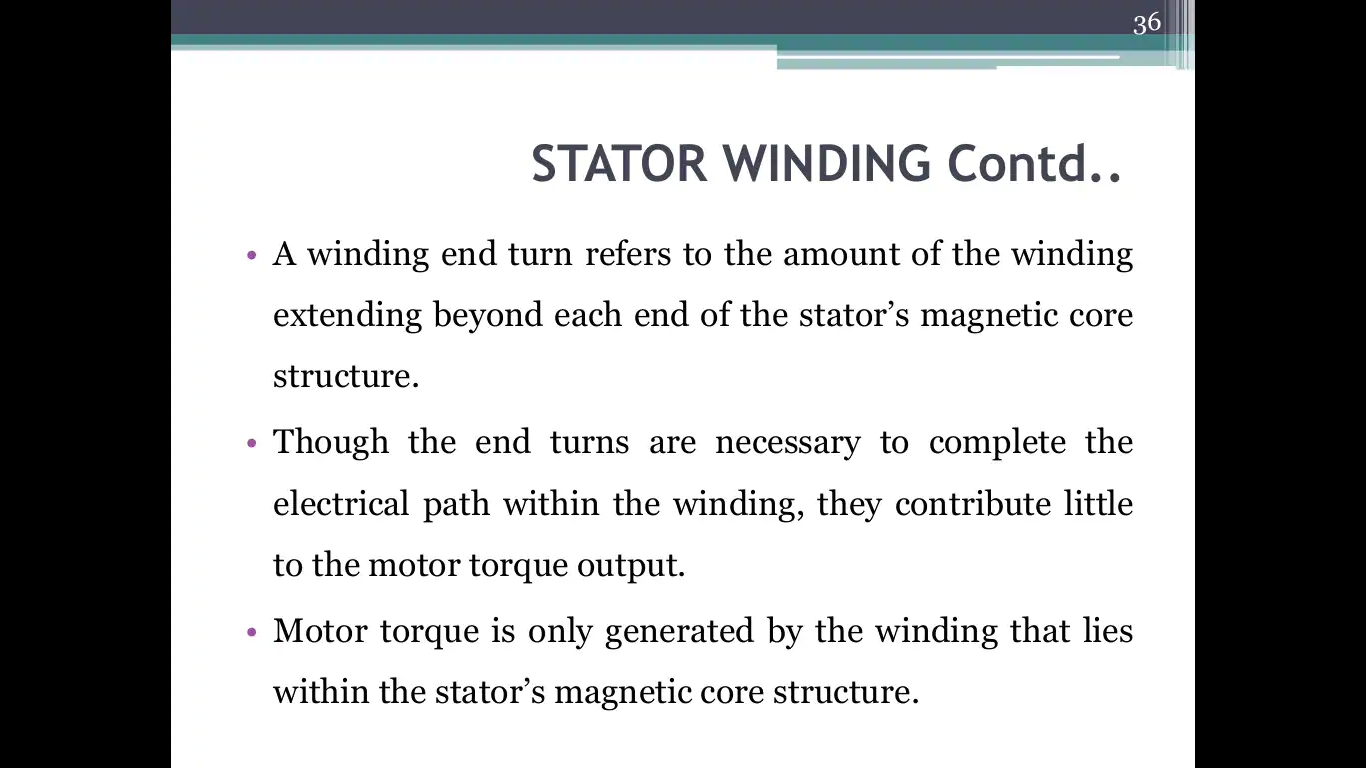 36
STATOR WINDING Contd..
• A winding end turn refers to the amount of the winding
extending beyond each end of the stator’s magnetic core
structure.
• Though the end turns are necessary to complete the
electrical path within the winding, they contribute little
to the motor torque output.
• Motor torque is only generated by the winding that lies
within the stator’s magnetic core structure.